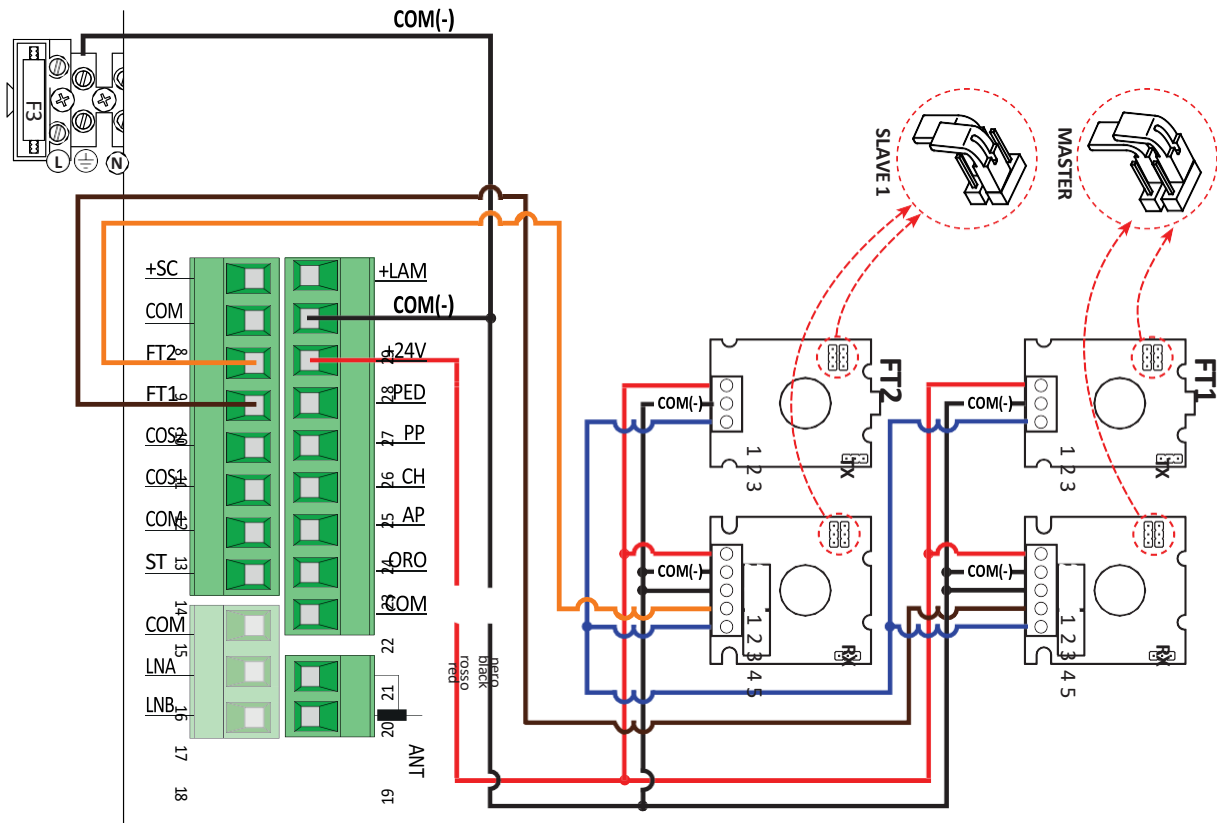 COM(-)
F3
L
N
SLAVE 1
MASTER
+SC
COM
FT2
8
FT1
9
COS2
10
COS1
11
COM
12
ST
13
14
COM
15
LNA
LNB
16
17
18
+LAM
COM(-)
+24V
29
PED
28
PP
27
CH
26
AP
25
ORO
24
COM
23
22
21
20
ANT
19
rosso
red
nero
black
FT2
COM(-)
1 2 3
TX
FT1
COM(-)
1 2 3
TX
COM(-)
1 2 3
4 5
RX
COM(-)
1 2 3
4 5
RX